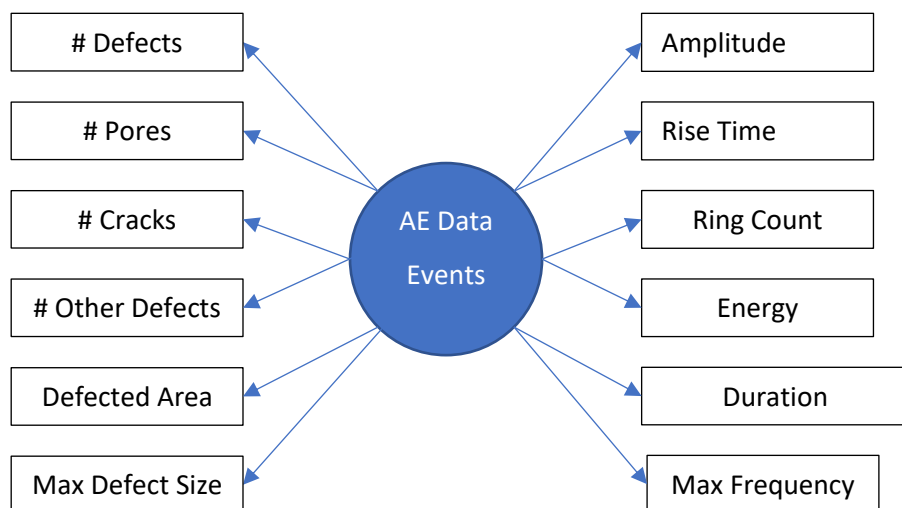 # Defects
# Pores
# Cracks
# Other Defects
Defected Area
Max Defect Size
AE Data
Events
Amplitude
Rise Time
Ring Count
Energy
Duration
Max Frequency